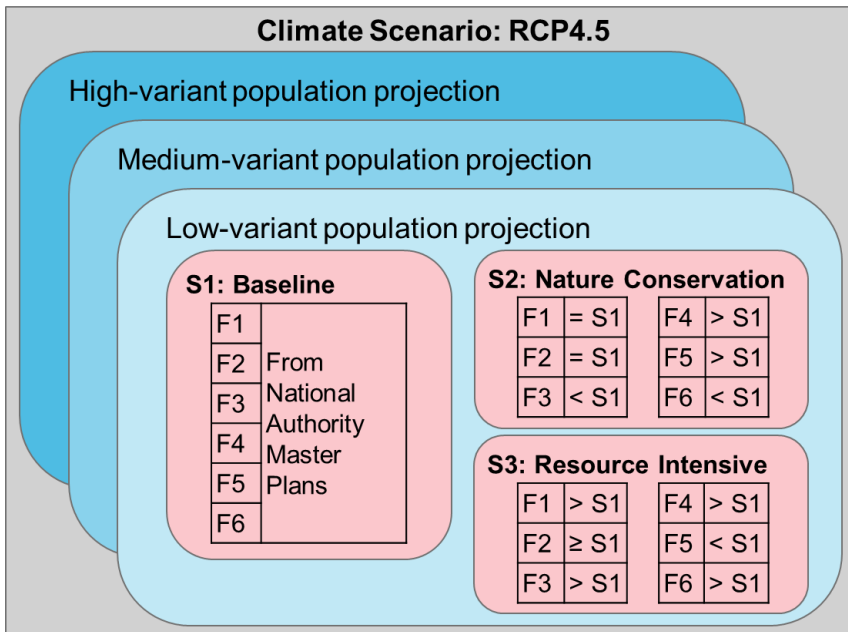 Climate Scenario: RCP4.5
High-variant population projection
Medium-variant population projection
Low-variant population projection
S1: Baseline
F1
F2
F3
F4
F5
F6
From
National
Authority
Master
Plans
S2: Nature Conservation
F1 = S1 F4 > S1
F2 = S1 F5 > S1
F3 < S1 F6 < S1
S3: Resource Intensive
F1 > S1 F4 > S1
F2 ≥ S1 F5 < S1
F3 > S1 F6 > S1